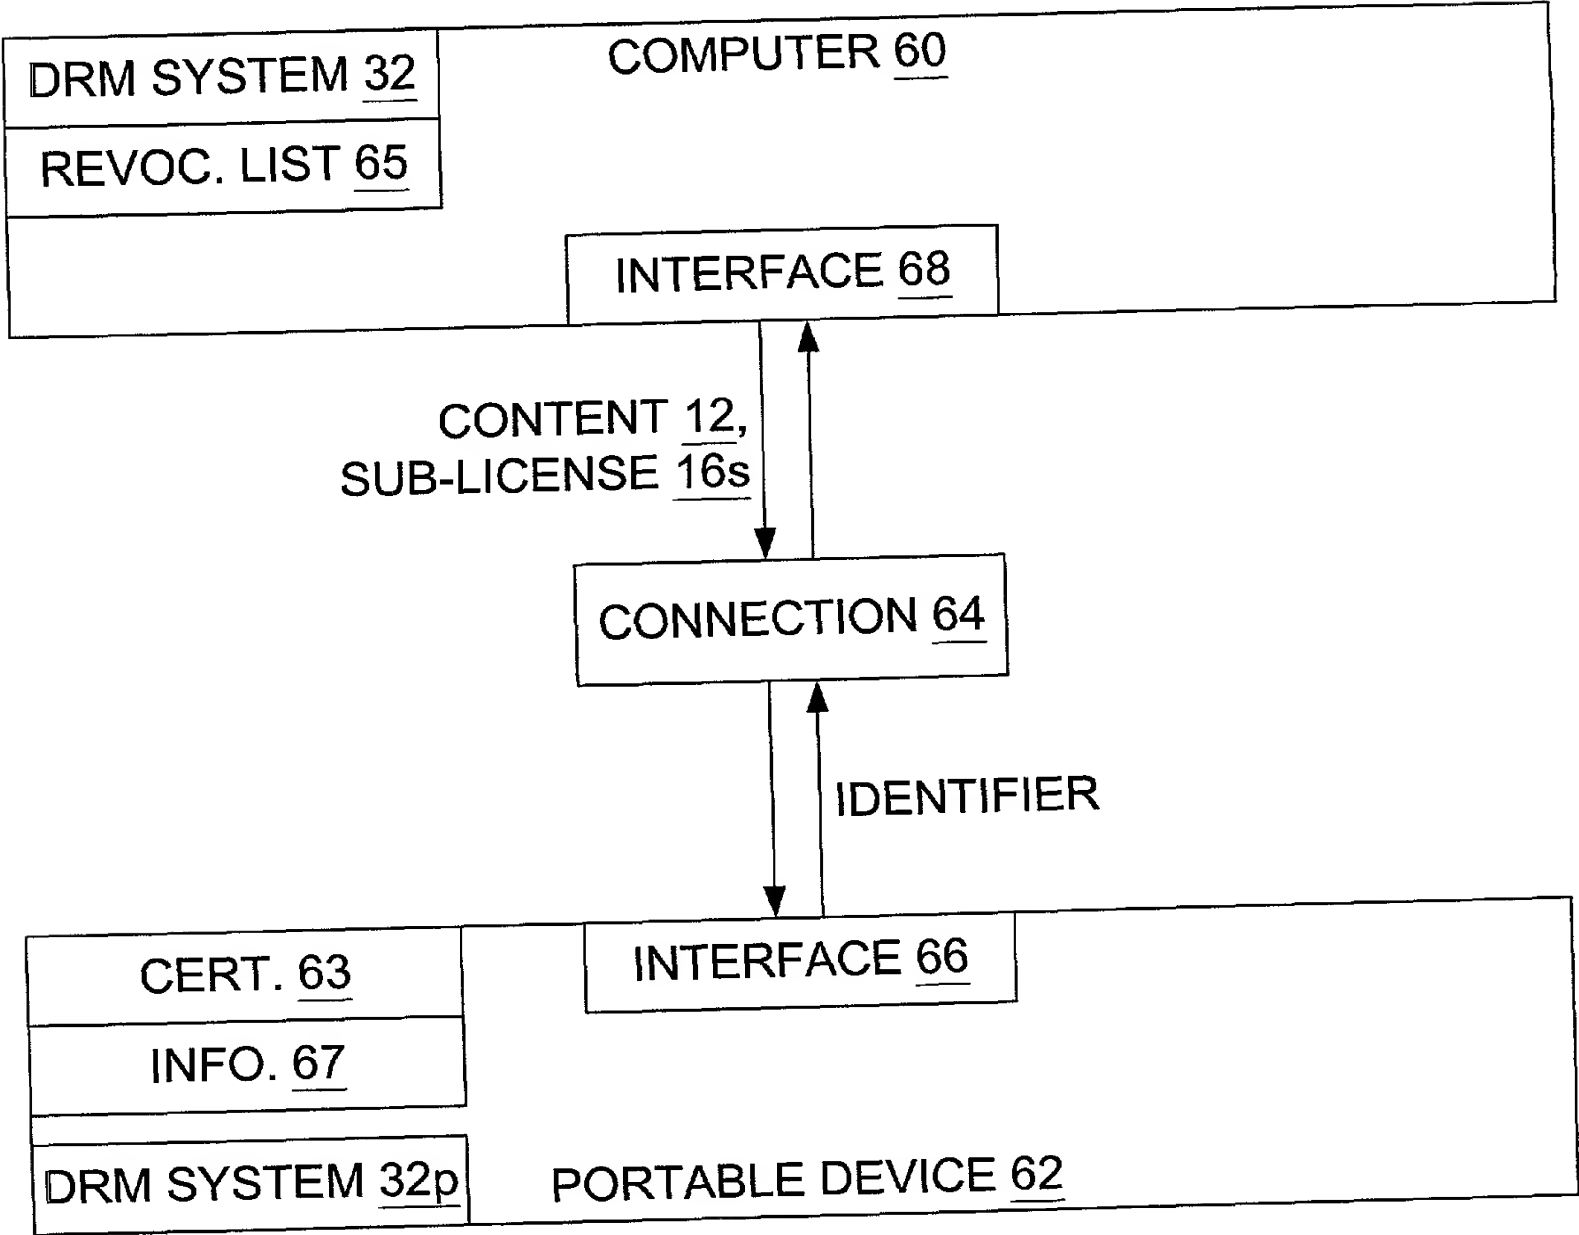 COMPUTER 60
DRM SYSTEM 32
REVOC. LIST 65
INTERFACE 68
CONTENT 12,
SUB-LICENSE 16s
CONNECTION 64
IDENTIFIER
INTERFACE 66
CERT. 63
INFO. 67
DRM SYSTEM 32p
PORTABLE DEVICE 62